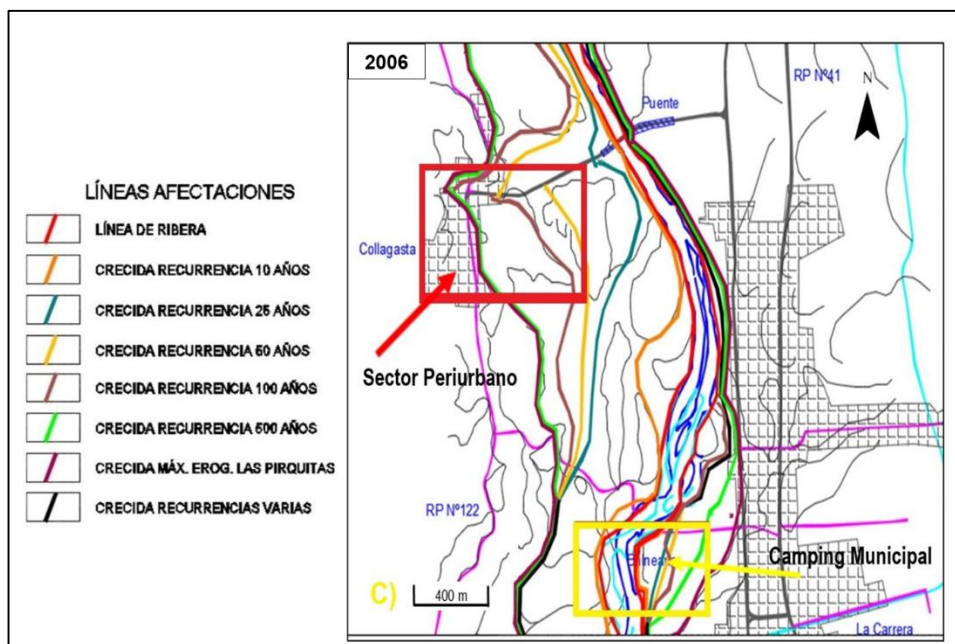 2006
RP Nº41
N
Puente
LÍNEAS AFECTACIONES
LÍNEA DE RIBERA
CRECIDA RECURRENCIA 10 AÑOS
CRECIDA RECURRENCIA 25 AÑOS
CRECIDA RECURRENCIA 50 AÑOS
CRECIDA RECURRENCIA 100 AÑOS
CRECIDA RECURRENCIA 500 AÑOS
CRECIDA MÁX. EROG. LAS PIRQUITAS
CRECIDA RECURRENCIAS VARIAS
Collagasta
Sector Periurbano
RP Nº122
Camping Municipal
C)
400 m
La Carrera